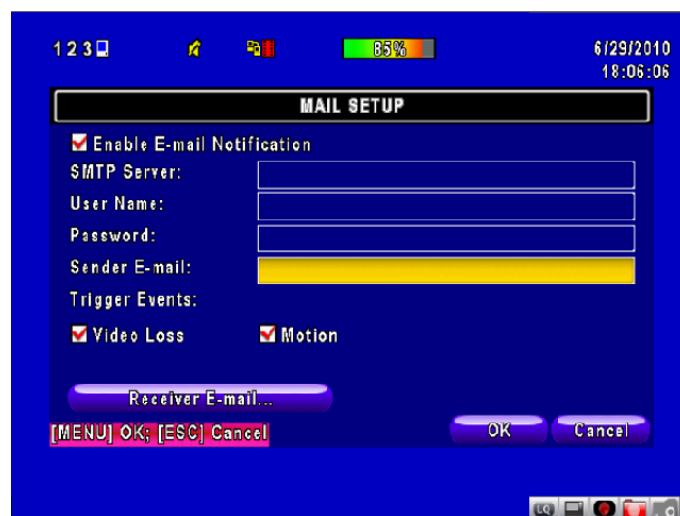 1 2 3 85% 6/29/2010
18:06:06
MAIL SETUP
Enable E-mail Notification
SMTP Server:
User Name:
Password:
Sender E-mail:
Trigger Events:
Video Loss Motion
Receiver E-mail...
[MENU] OK; [ESC] Cancel OK Cancel
LQ